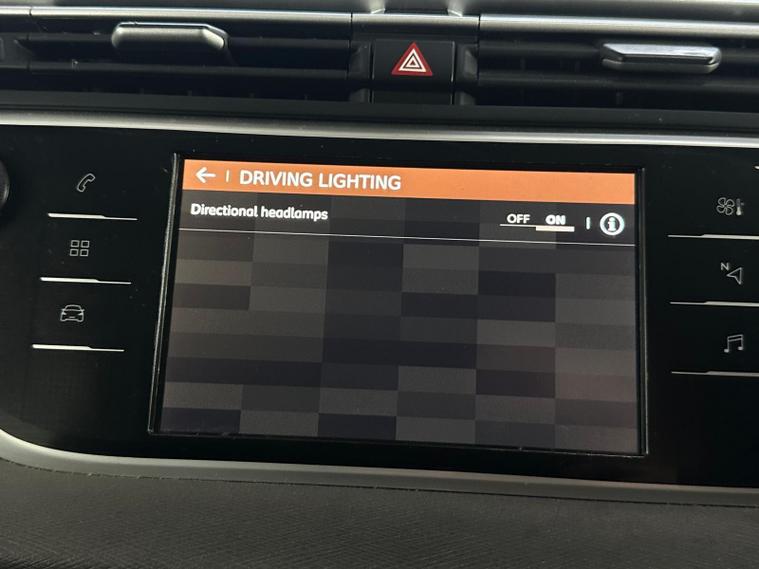 DRIVING LIGHTING
Directional headlamps OFF ON
N